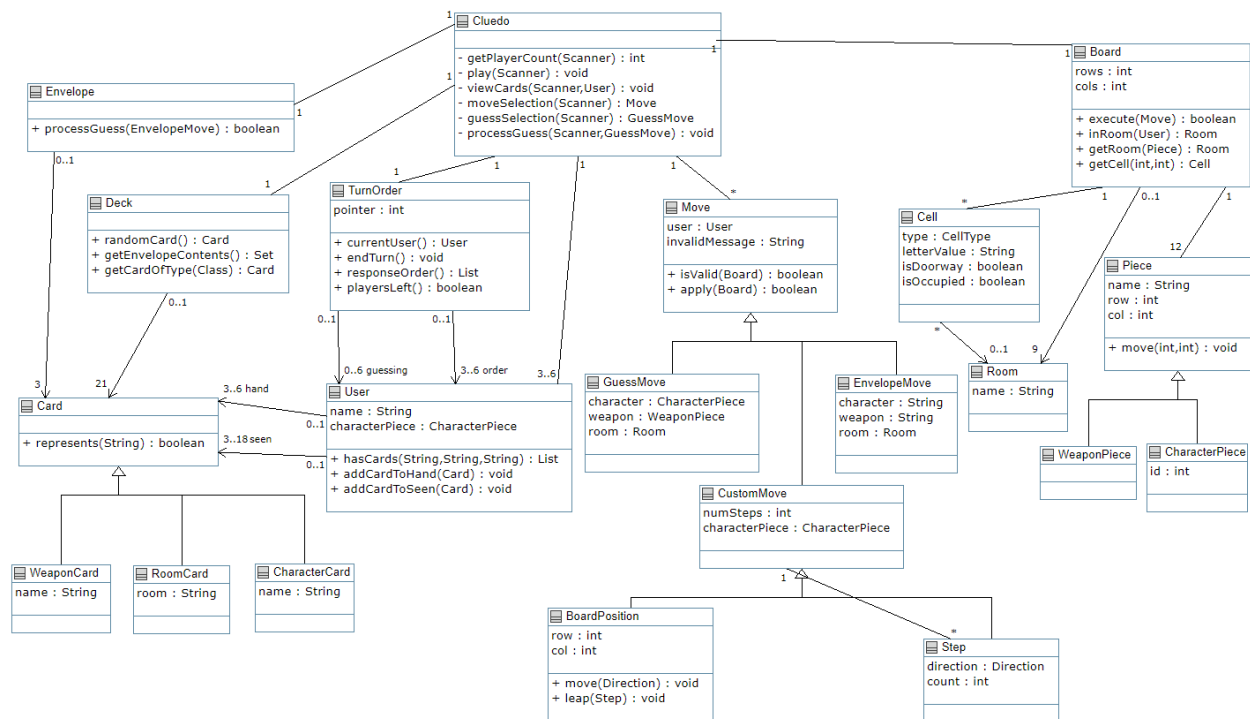 Cluedo
- getPlayerCount(Scanner) : int
- play(Scanner) : void
- viewCards(Scanner,User) : void
- moveSelection(Scanner) : Move
- guessSelection(Scanner) : GuessMove
- processGuess(Scanner,GuessMove) : void
1
1
1
1
1
1
1
Board
rows : int
cols : int
+ execute(Move) : boolean
+ inRoom(User) : Room
+ getRoom(Piece) : Room
+ getCell(int,int) : Cell
1
1
0..1
1
Envelope
+ processGuess(EnvelopeMove) : boolean
1
0..1
3
Deck
+ randomCard() : Card
+ getEnvelopeContents() : Set
+ getCardOfType(Class) : Card
1
0..1
21
TurnOrder
pointer : int
+ currentUser() : User
+ endTurn() : void
+ responseOrder() : List
+ playersLeft() : boolean
1
0..1
0..1
0..6 guessing
3..6 order
3..6
Move
user : User
invalidMessage : String
+ isValid(Board) : boolean
+ apply(Board) : boolean
*
Cell
type : CellType
letterValue : String
isDoorway : boolean
isOccupied : boolean
*
*
0..1
9
12
Piece
name : String
row : int
col : int
+ move(int,int) : void
Room
name : String
Card
+ represents(String) : boolean
3..6 hand
0..1
3..18 seen
0..1
User
name : String
characterPiece : CharacterPiece
+ hasCards(String,String,String) : List
+ addCardToHand(Card) : void
+ addCardToSeen(Card) : void
GuessMove
character : CharacterPiece
weapon : WeaponPiece
room : Room
EnvelopeMove
character : String
weapon : String
room : Room
WeaponPiece
CharacterPiece
id : int
CustomMove
numSteps : int
characterPiece : CharacterPiece
1
*
WeaponCard
name : String
RoomCard
room : String
CharacterCard
name : String
BoardPosition
row : int
col : int
+ move(Direction) : void
+ leap(Step) : void
Step
direction : Direction
count : int